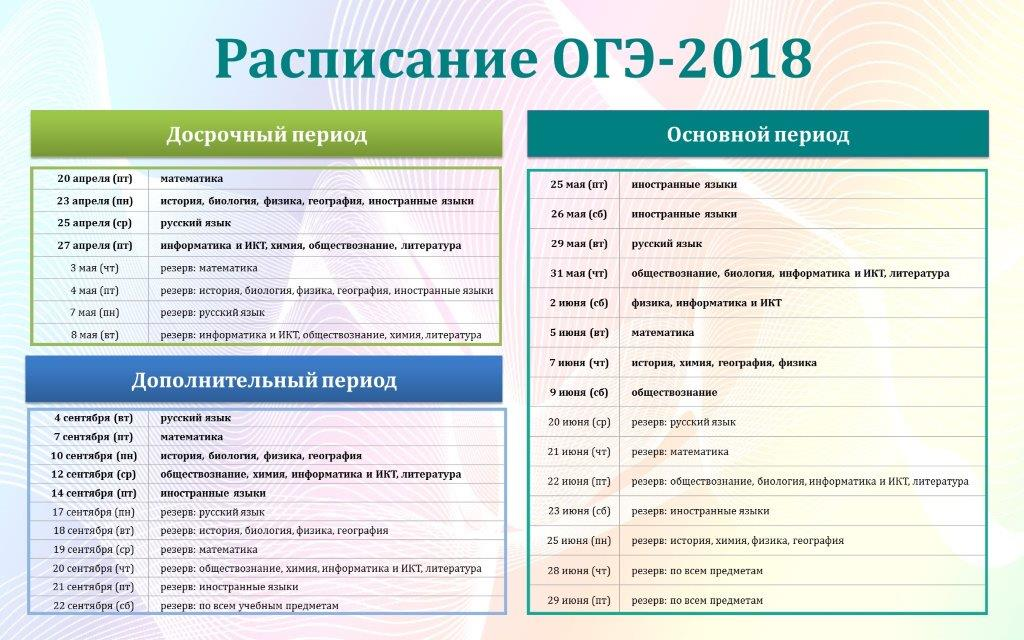 Расписание ОГЭ-2018
Досрочный период
20 апреля (пт) математика
23 апреля (пн) история, биология, физика, география, иностранные языки
25 апреля (ср) русский язык
27 апреля (пт) информатика и ИКТ, химия, обществознание, литература
3 мая (чт) резерв: математика
4 мая (пт) резерв: история, биология, физика, география, иностранные языки
7 мая (пн) резерв: русский язык
8 мая (вт) резерв: информатика и ИКТ, обществознание, химия, литература
Дополнительный период
4 сентября (вт) русский язык
7 сентября (пт) математика
10 сентября (пн) история, биология, физика, география
12 сентября (ср) обществознание, химия, информатика и ИКТ, литература
14 сентября (пт) иностранные языки
17 сентября (пн) резерв: русский язык
18 сентября (вт) резерв: история, биология, физика, география
19 сентября (ср) резерв: математика
20 сентября (чт) резерв: обществознание, химия, информатика и ИКТ, литература
21 сентября (пт) резерв: иностранные языки
22 сентября (сб) резерв: по всем учебным предметам
Основной период
25 мая (пт) иностранные языки
26 мая (сб) иностранные языки
29 мая (вт) русский язык
31 мая (чт) обществознание, биология, информатика и ИКТ, литература
2 июня (сб) физика, информатика и ИКТ
5 июня (вт) математика
7 июня (чт) история, химия, география, физика
9 июня (сб) обществознание
20 июня (ср) резерв: русский язык
21 июня (чт) резерв: математика
22 июня (пт) резерв: обществознание, биология, информатика и ИКТ, литература
23 июня (сб) резерв: иностранные языки
25 июня (пн) резерв: история, химия, физика, география
28 июня (чт) резерв: по всем предметам
29 июня (пт) резерв: по всем предметам